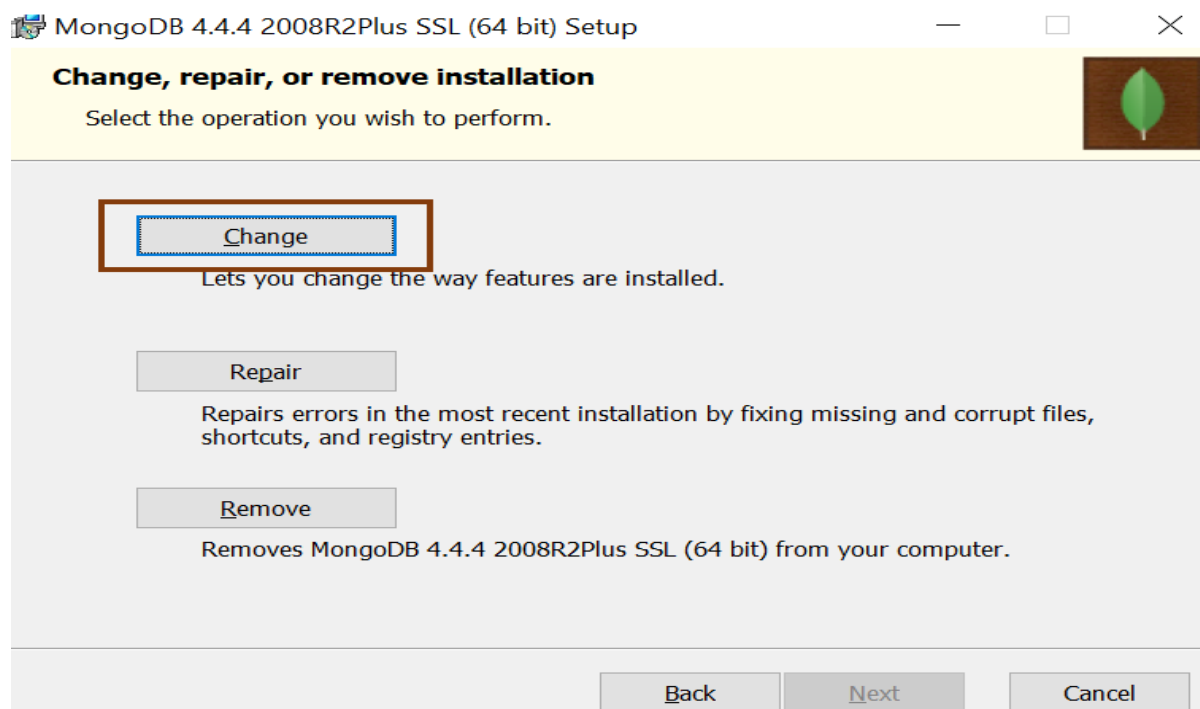 MongoDB 4.4.4 2008R2Plus SSL (64 bit) Setup
Change, repair, or remove installation
Select the operation you wish to perform.
Change
Lets you change the way features are installed.
Repair
Repairs errors in the most recent installation by fixing missing and corrupt files,
shortcuts, and registry entries.
Remove
Removes MongoDB 4.4.4 2008R2Plus SSL (64 bit) from your computer.
Back Next Cancel